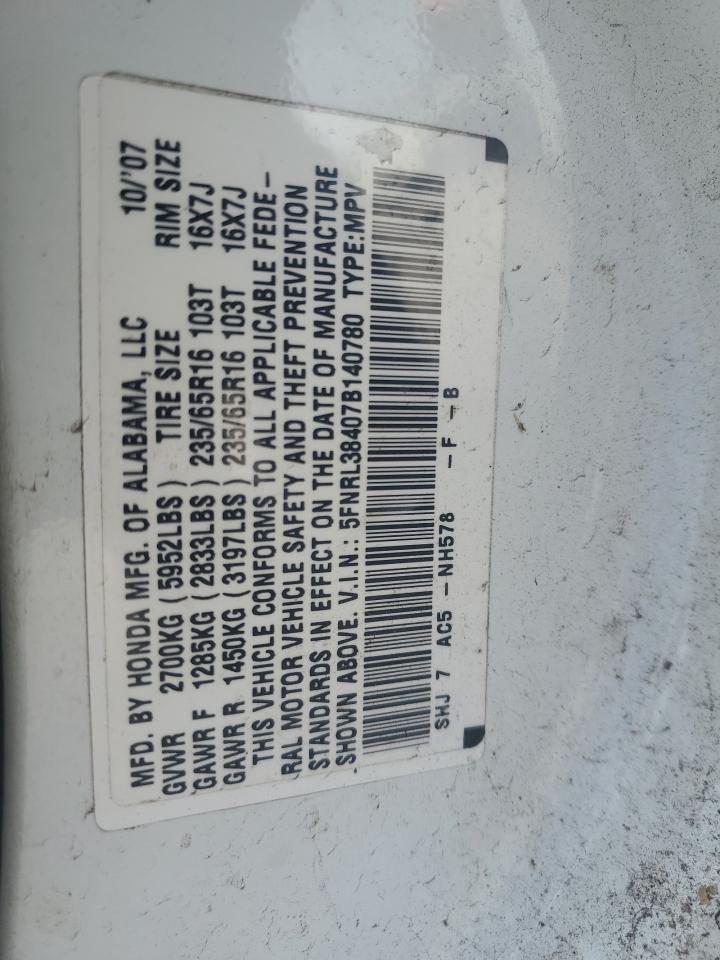 MFD. BY HONDA MFG. OF ALABAMA, LLC 10/'07
GVWR 2700KG (5952LBS) TIRE SIZE RIM SIZE
GAWR F 1285KG (2833LBS) 235/65R16 103T 16X7J
GAWR R 1450KG (3197LBS) 235/65R16 103T 16X7J
THIS VEHICLE CONFORMS TO ALL APPLICABLE FEDE-
RAL MOTOR VEHICLE SAFETY AND THEFT PREVENTION
STANDARDS IN EFFECT ON THE DATE OF MANUFACTURE
SHOWN ABOVE. V.I.N.: 5FNRL38407B140780 TYPE:MPV
SHJ 7 AC5 -NH578 -F -B